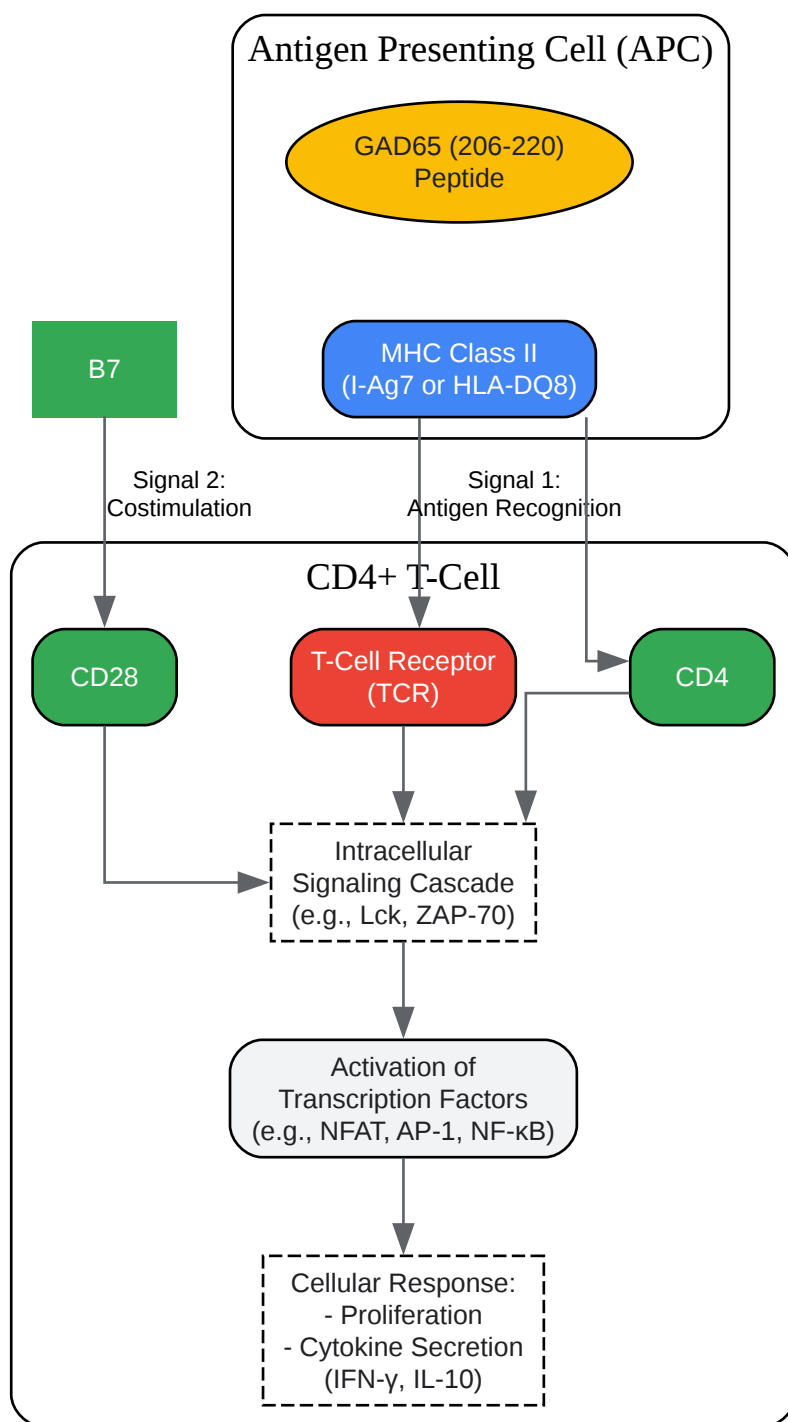 Antigen Presenting Cell (APC)
GAD65 (206-220)
Peptide
B7
MHC Class II
(I-Ag7 or HLA-DQ8)
Signal 2:
Costimulation
Signal 1:
Antigen Recognition
CD4+ T-Cell
CD28
T-Cell Receptor
(TCR)
CD4
Intracellular
Signaling Cascade
(e.g., Lck, ZAP-70)
Activation of
Transcription Factors
(e.g., NFAT, AP-1, NF-κB)
Cellular Response:
- Proliferation
- Cytokine Secretion
(IFN-γ, IL-10)